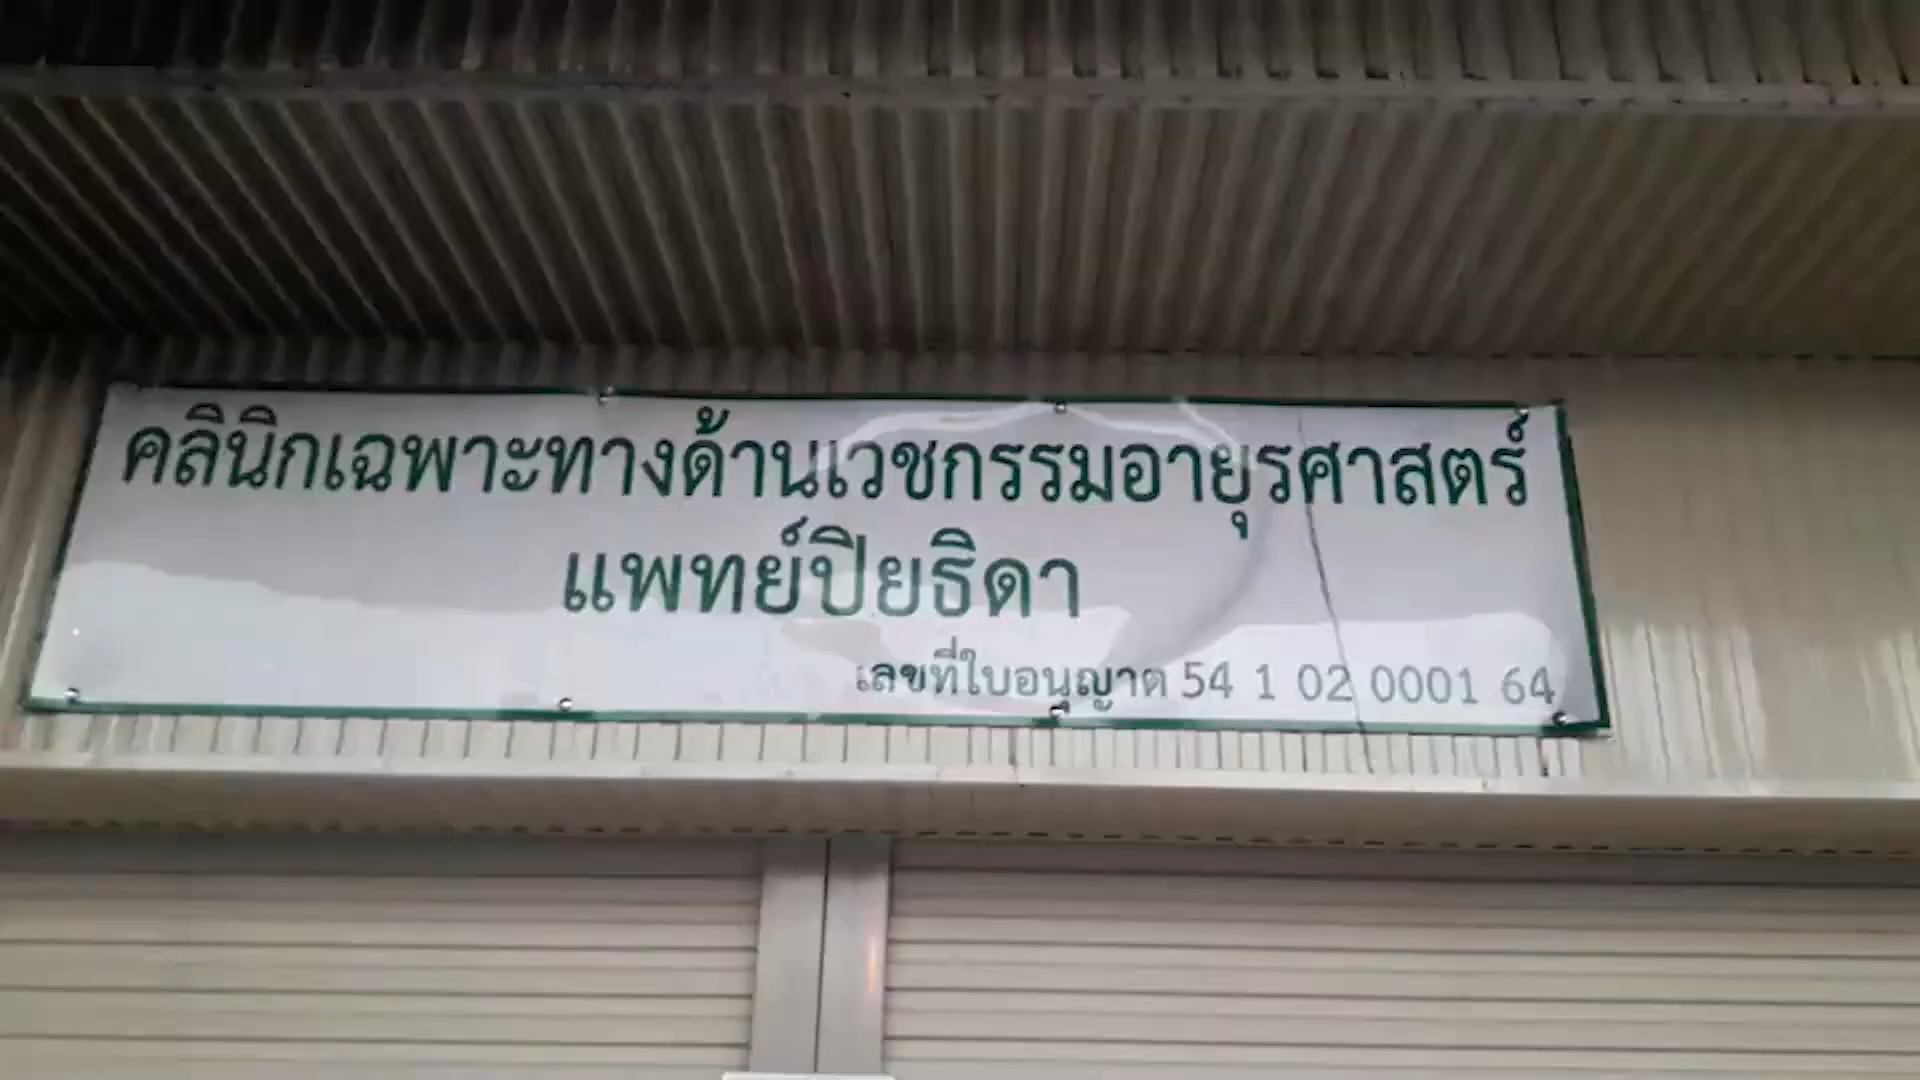 คลินิกเฉพาะทางด้านเวชกรรมอายุรศาสตร์
แพทย์ปิยธิดา
เลขที่ใบอนุญาต 54 1 02 0001 64